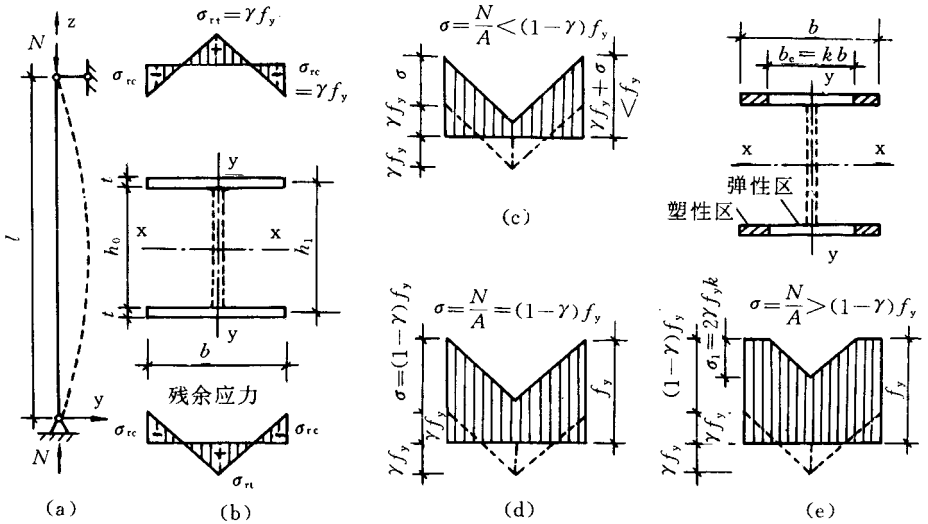 z
N
l
y
N
(a)
σrt=γfy
σrc
σrc
=γfy
y
t
h0
x
x
h1
t
y
b
残余应力
σrc
σrc
σrt
(b)
σ=N/A<(1-γ)fy
σ
γfy
γfy
γfy+σ
<fy
(c)
σ=N/A=(1-γ)fy
σ=(1-γ)fy
γfy
γfy
fy
(d)
b
be=kb
y
x
x
弹性区
塑性区
y
σ=N/A>(1-γ)fy
(1-γ)fy
σ1=2γfyk
γfy
γfy
fy
(e)